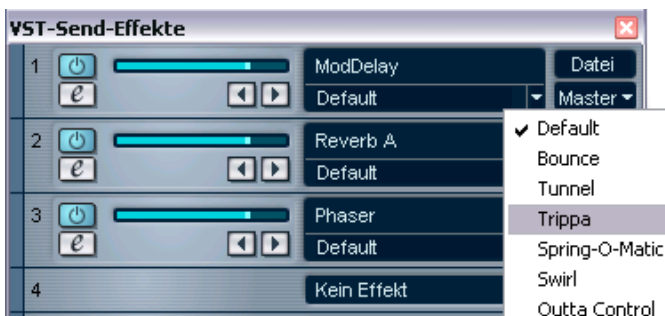 VST-Send-Effekte
1 ModDelay Datei
e Default Master
2 Reverb A
e Default
3 Phaser
e Default
4 Kein Effekt
Default
Bounce
Tunnel
Trippa
Spring-O-Matic
Swirl
Outta Control